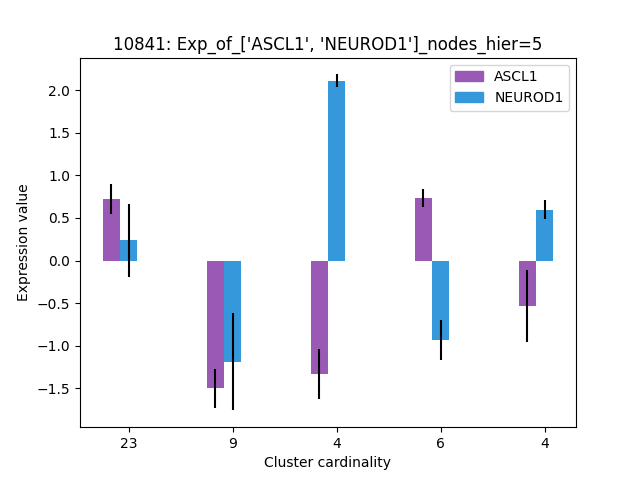 10841: Exp_of_['ASCL1', 'NEUROD1']_nodes_hier=5
ASCL1
NEUROD1
Expression value
2.0
1.5
1.0
0.5
0.0
−0.5
−1.0
−1.5
23 9 4 6 4
Cluster cardinality